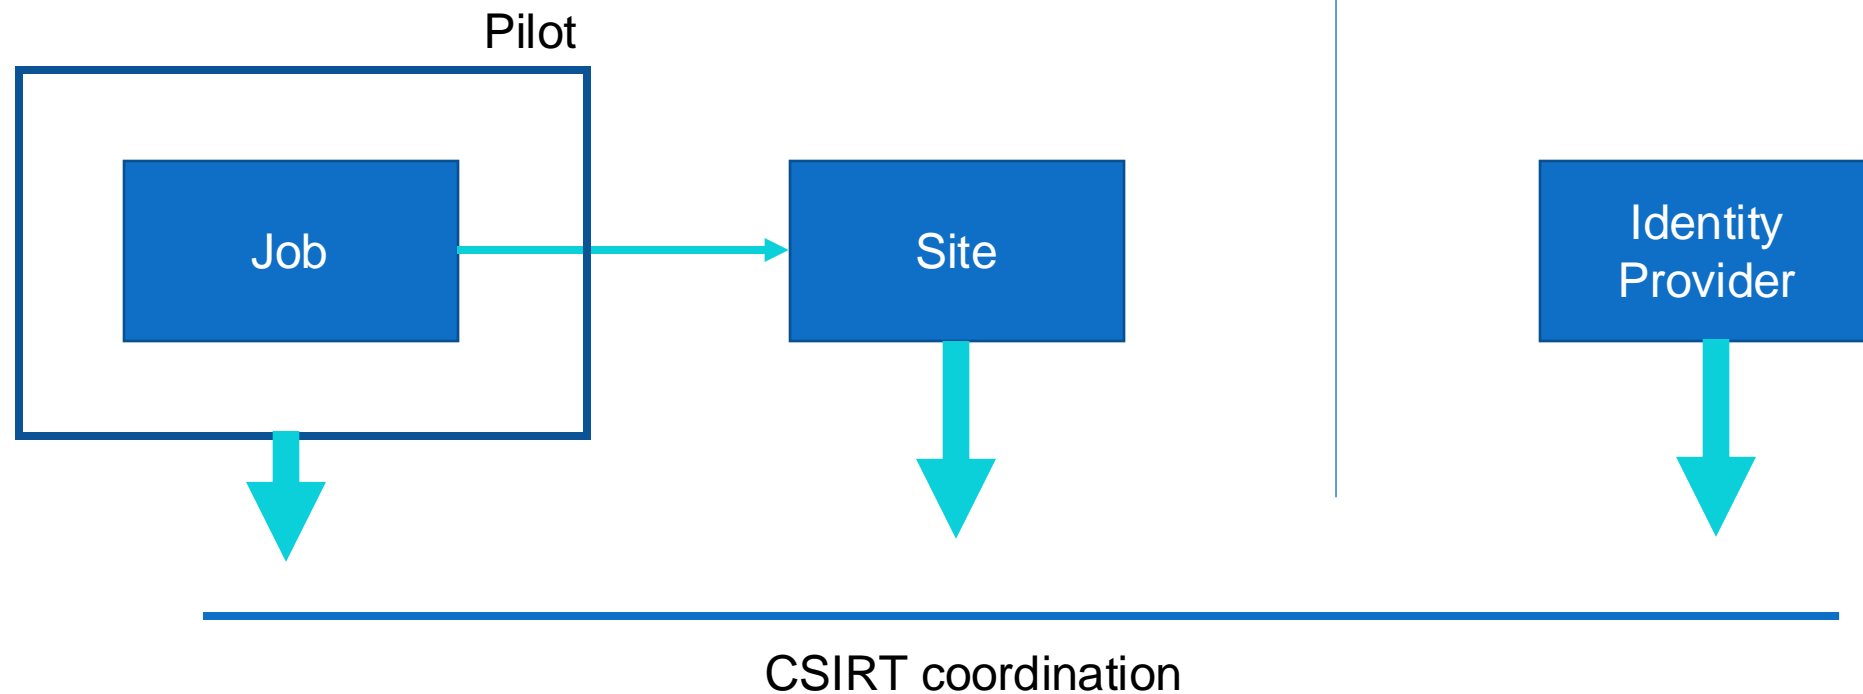 Pilot
Job
Site
Identity
Provider
CSIRT coordination